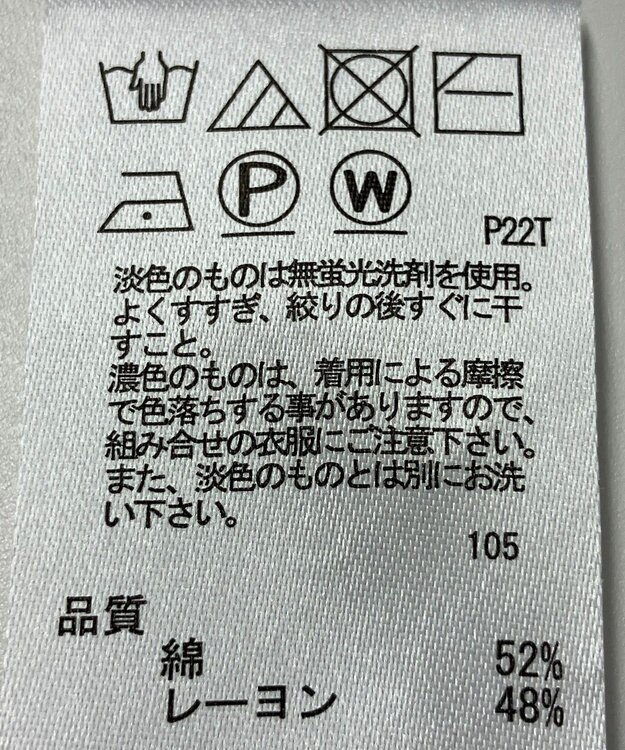 P W
P22T
淡色のものは無蛍光洗剤を使用。
よくすすぎ、絞りの後すぐに干
すこと。
濃色のものは、着用による摩擦
で色落ちする事がありますので、
組み合せの衣服にご注意下さい。
また、淡色のものとは別にお洗
い下さい。
105
品質
綿 52%
レーヨン 48%